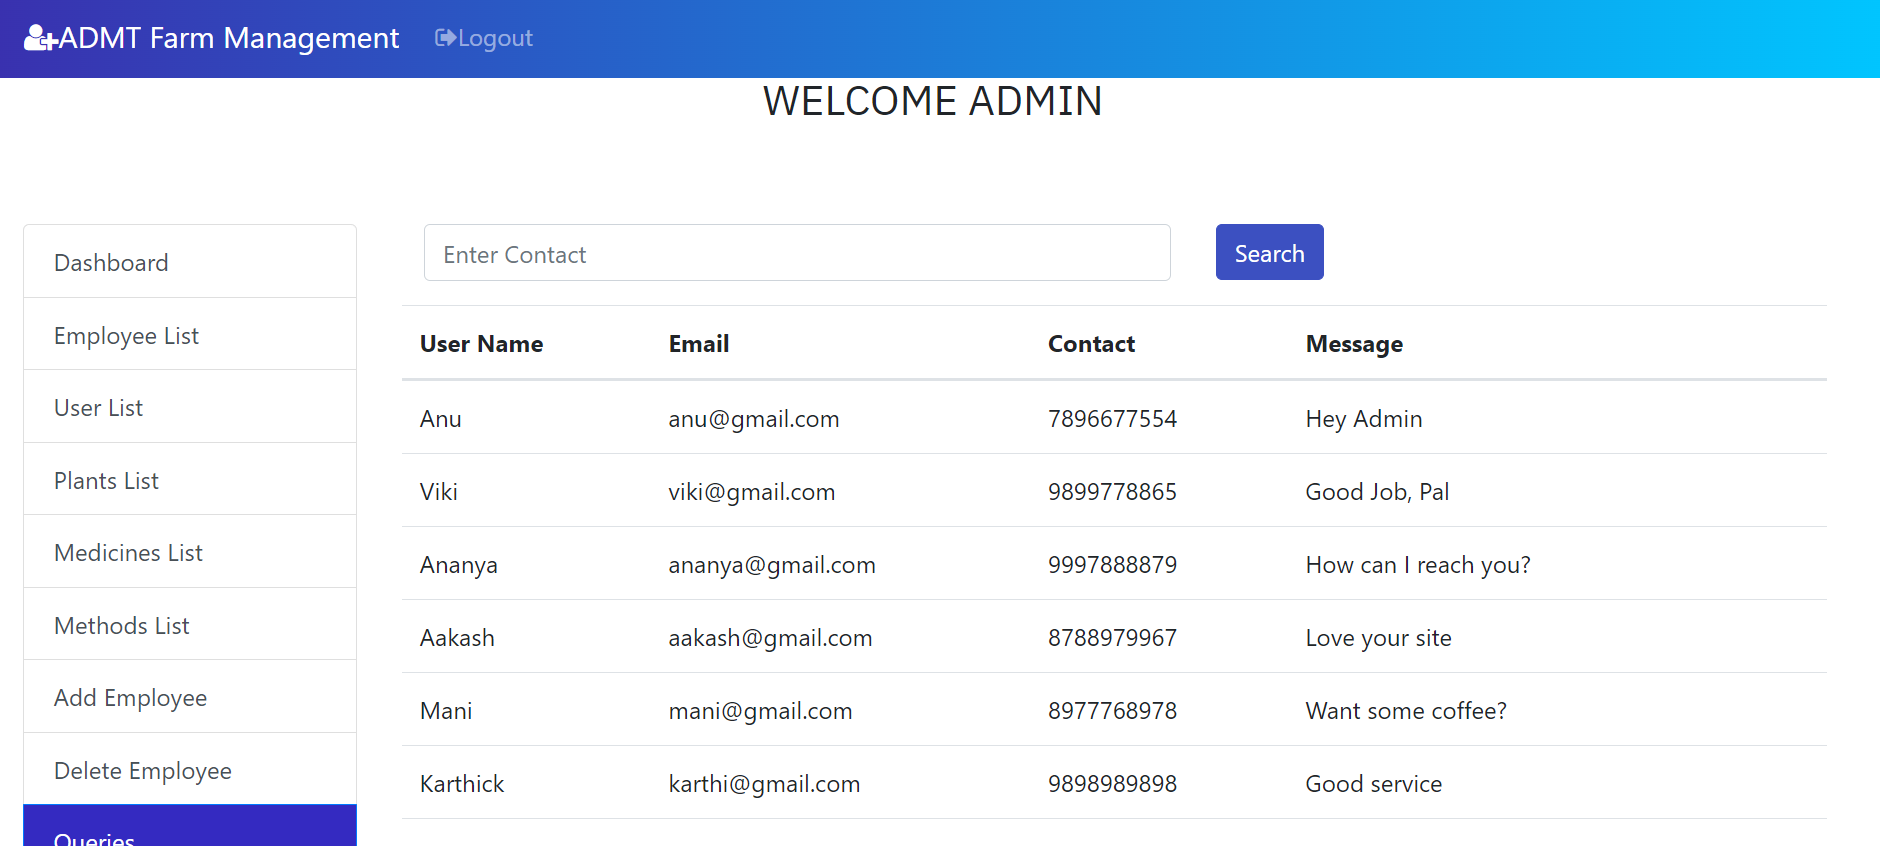 ADMT Farm Management Logout
WELCOME ADMIN
Enter Contact Search
Dashboard
Employee List
User List
Plants List
Medicines List
Methods List
Add Employee
Delete Employee
Queries
User Name Email Contact Message
Anu anu@gmail.com 7896677554 Hey Admin
Viki viki@gmail.com 9899778865 Good Job, Pal
Ananya ananya@gmail.com 9997888879 How can I reach you?
Aakash aakash@gmail.com 8788979967 Love your site
Mani mani@gmail.com 8977768978 Want some coffee?
Karthick karthi@gmail.com 9898989898 Good service